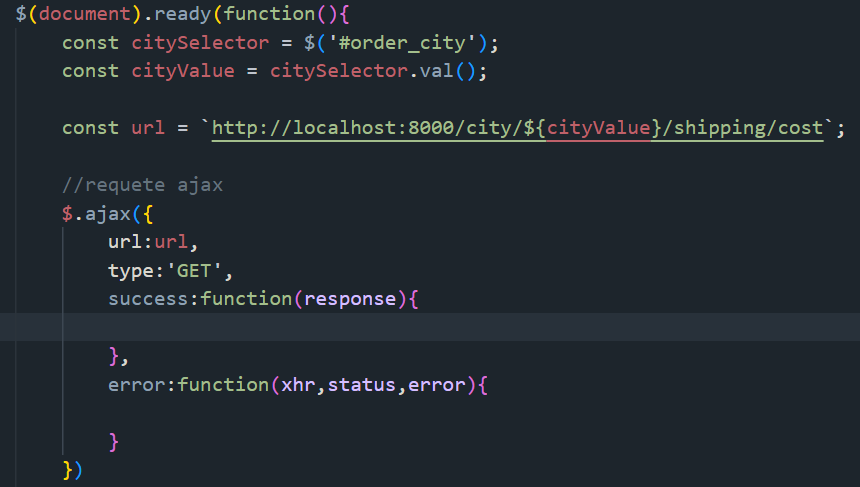 $(document).ready(function(){
const citySelector = $('#order_city');
const cityValue = citySelector.val();
const url = `http://localhost:8000/city/${cityValue}/shipping/cost`;
//requete ajax
$.ajax({
url:url,
type:'GET',
success:function(response){
},
error:function(xhr,status,error){
}
})